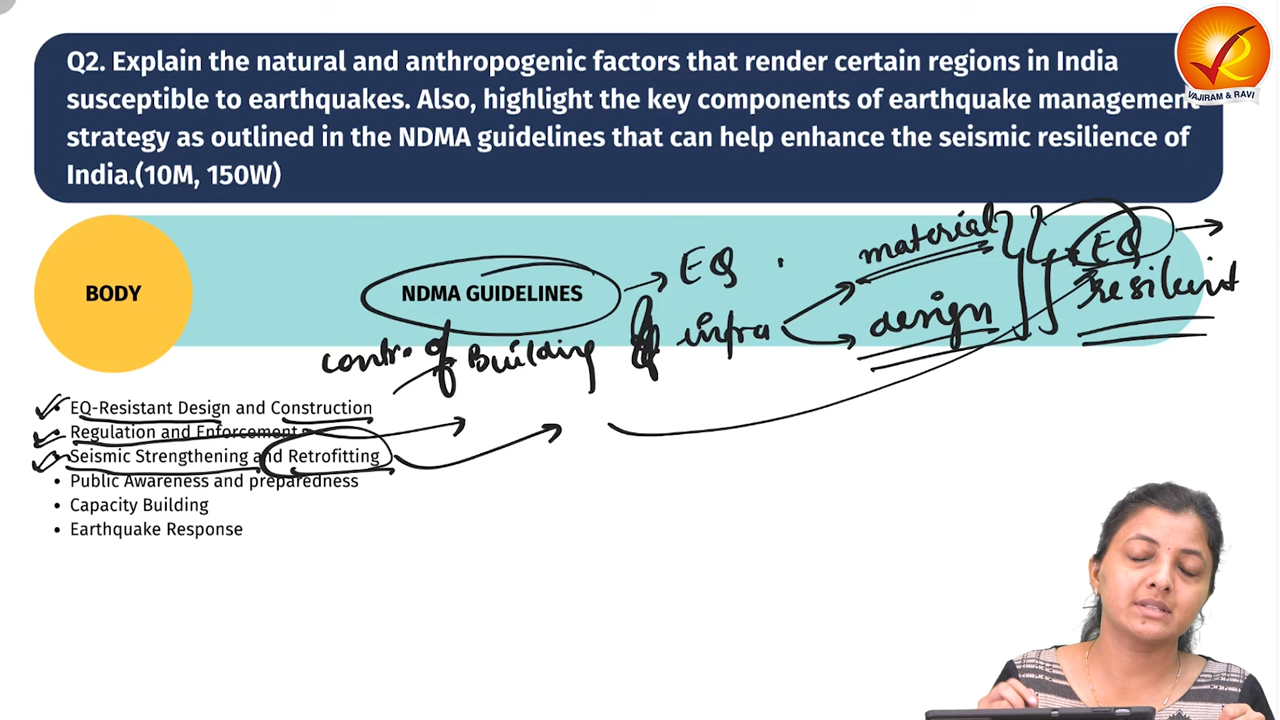 Q2. Explain the natural and anthropogenic factors that render certain regions in India
susceptible to earthquakes. Also, highlight the key components of earthquake management
strategy as outlined in the NDMA guidelines that can help enhance the seismic resilience of
India.(10M, 150W)
VAJIRAM & RAVI
BODY
NDMA GUIDELINES
EQ
infra
material
design
EQ
resilient
contr. of Building
• EQ-Resistant Design and Construction
• Regulation and Enforcement
• Seismic Strengthening and Retrofitting
• Public Awareness and preparedness
• Capacity Building
• Earthquake Response